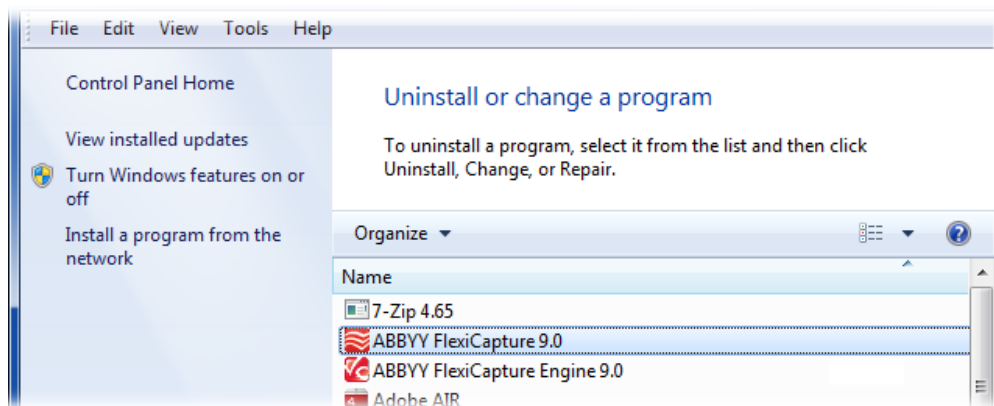 File Edit View Tools Help
Control Panel Home
View installed updates
Turn Windows features on or
off
Install a program from the
network
Uninstall or change a program
To uninstall a program, select it from the list and then click
Uninstall, Change, or Repair.
Organize
Name
7-Zip 4.65
ABBYY FlexiCapture 9.0
ABBYY FlexiCapture Engine 9.0
Adobe AIR